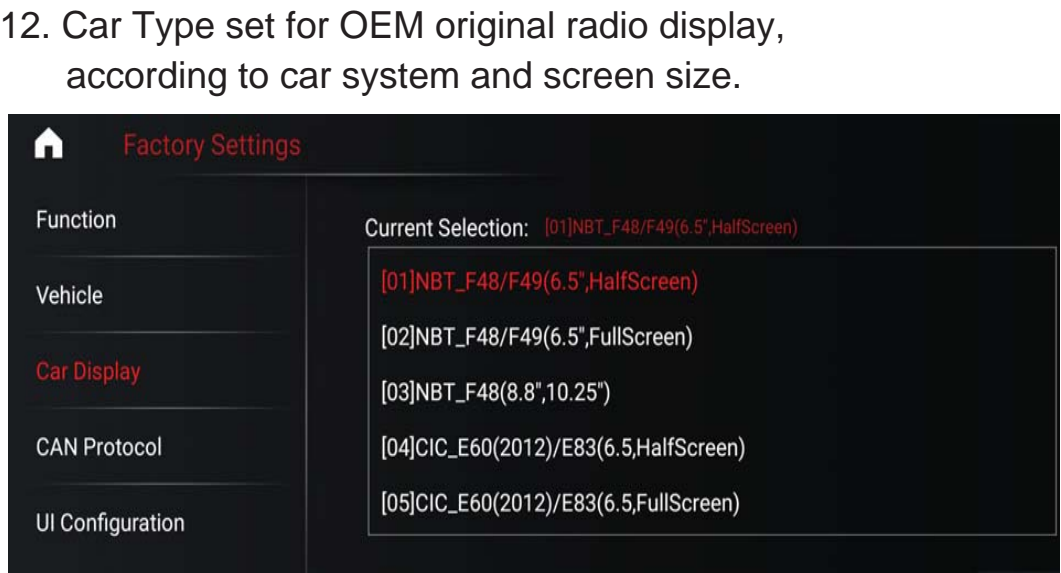 12. Car Type set for OEM original radio display,
according to car system and screen size.
Factory Settings
Function
Vehicle
Car Display
CAN Protocol
UI Configuration
Current Selection: [01]NBT_F48/F49(6.5",HalfScreen)
[01]NBT_F48/F49(6.5",HalfScreen)
[02]NBT_F48/F49(6.5",FullScreen)
[03]NBT_F48(8.8",10.25")
[04]CIC_E60(2012)/E83(6.5,HalfScreen)
[05]CIC_E60(2012)/E83(6.5,FullScreen)